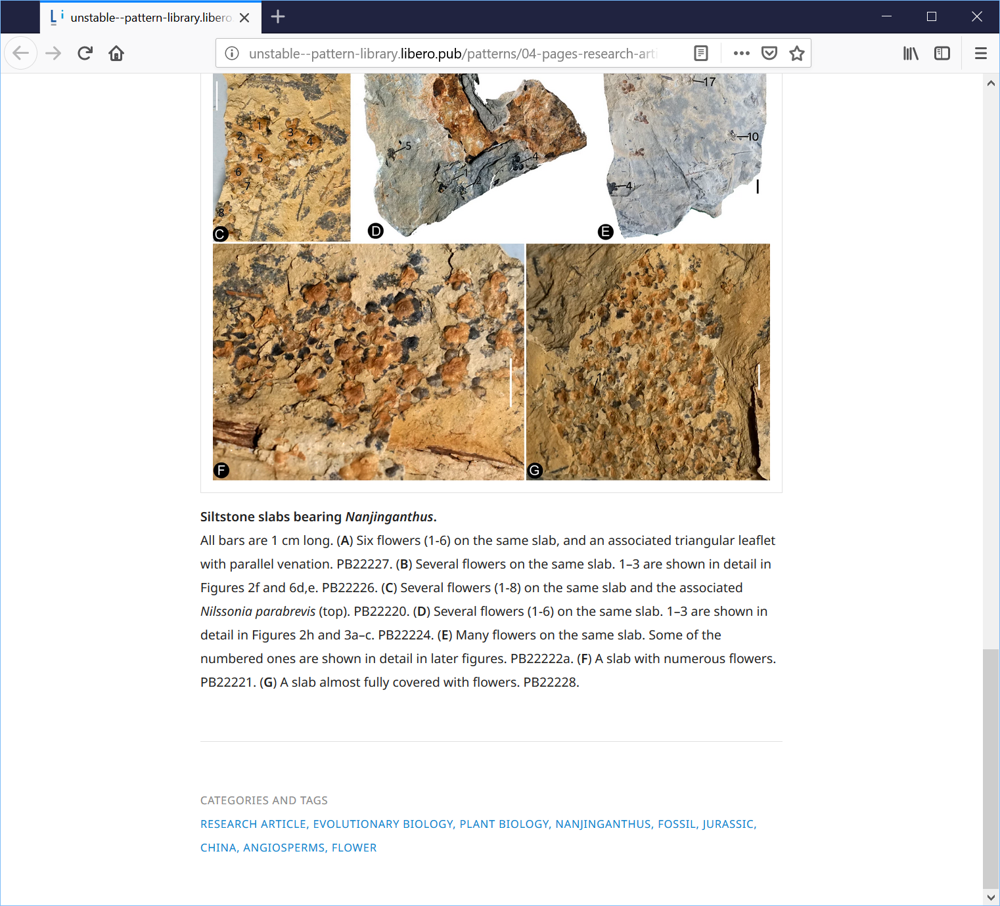 unstable--pattern-library.libero
unstable--pattern-library.libero.pub/patterns/04-pages-research-arti
17
1
2
3
4
5
6
7
8
C
5
4
1
2
D
10
4
E
F
1
G
Siltstone slabs bearing Nanjinganthus.
All bars are 1 cm long. (A) Six flowers (1-6) on the same slab, and an associated triangular leaflet
with parallel venation. PB22227. (B) Several flowers on the same slab. 1–3 are shown in detail in
Figures 2f and 6d,e. PB22226. (C) Several flowers (1-8) on the same slab and the associated
Nilssonia parabrevis (top). PB22220. (D) Several flowers (1-6) on the same slab. 1–3 are shown in
detail in Figures 2h and 3a–c. PB22224. (E) Many flowers on the same slab. Some of the
numbered ones are shown in detail in later figures. PB22222a. (F) A slab with numerous flowers.
PB22221. (G) A slab almost fully covered with flowers. PB22228.
CATEGORIES AND TAGS
RESEARCH ARTICLE, EVOLUTIONARY BIOLOGY, PLANT BIOLOGY, NANJINGANTHUS, FOSSIL, JURASSIC,
CHINA, ANGIOSPERMS, FLOWER